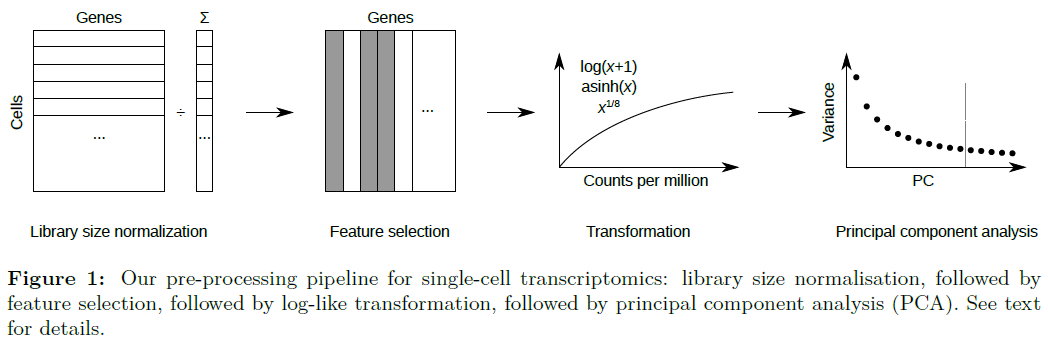 Genes
Σ
Cells
...
÷
...
Library size normalization
Genes
...
Feature selection
log(x+1)
asinh(x)
x^1/8
Counts per million
Transformation
Variance
PC
Principal component analysis
Figure 1: Our pre-processing pipeline for single-cell transcriptomics: library size normalisation, followed by
feature selection, followed by log-like transformation, followed by principal component analysis (PCA). See text
for details.